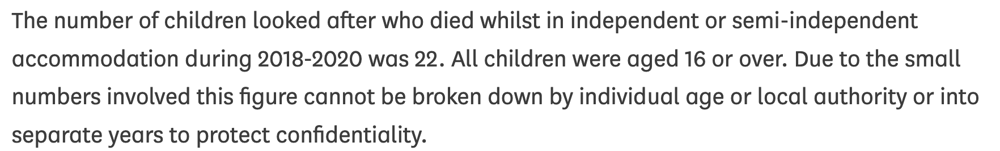 The number of children looked after who died whilst in independent or semi-independent
accommodation during 2018-2020 was 22. All children were aged 16 or over. Due to the small
numbers involved this figure cannot be broken down by individual age or local authority or into
separate years to protect confidentiality.